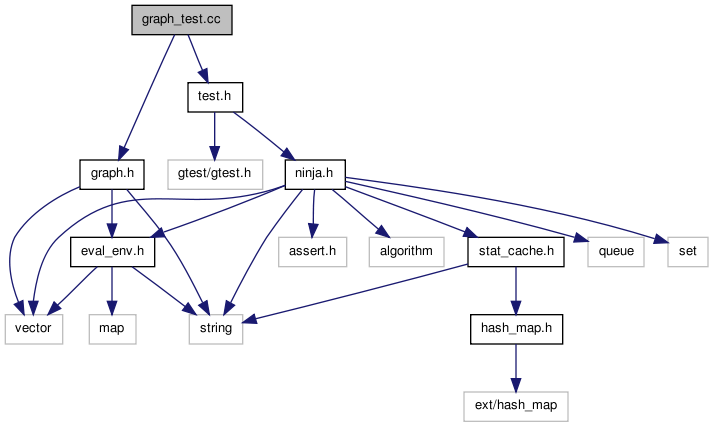 graph_test.cc
test.h
graph.h
gtest/gtest.h
ninja.h
eval_env.h
assert.h
algorithm
stat_cache.h
queue
set
vector
map
string
hash_map.h
ext/hash_map